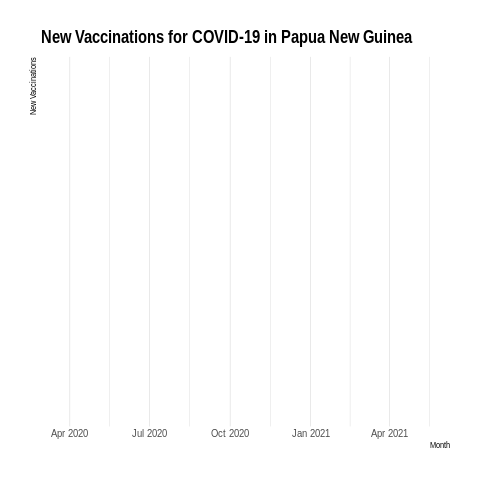 New Vaccinations for COVID-19 in Papua New Guinea
New Vaccinations
Apr 2020 Jul 2020 Oct 2020 Jan 2021 Apr 2021
Month